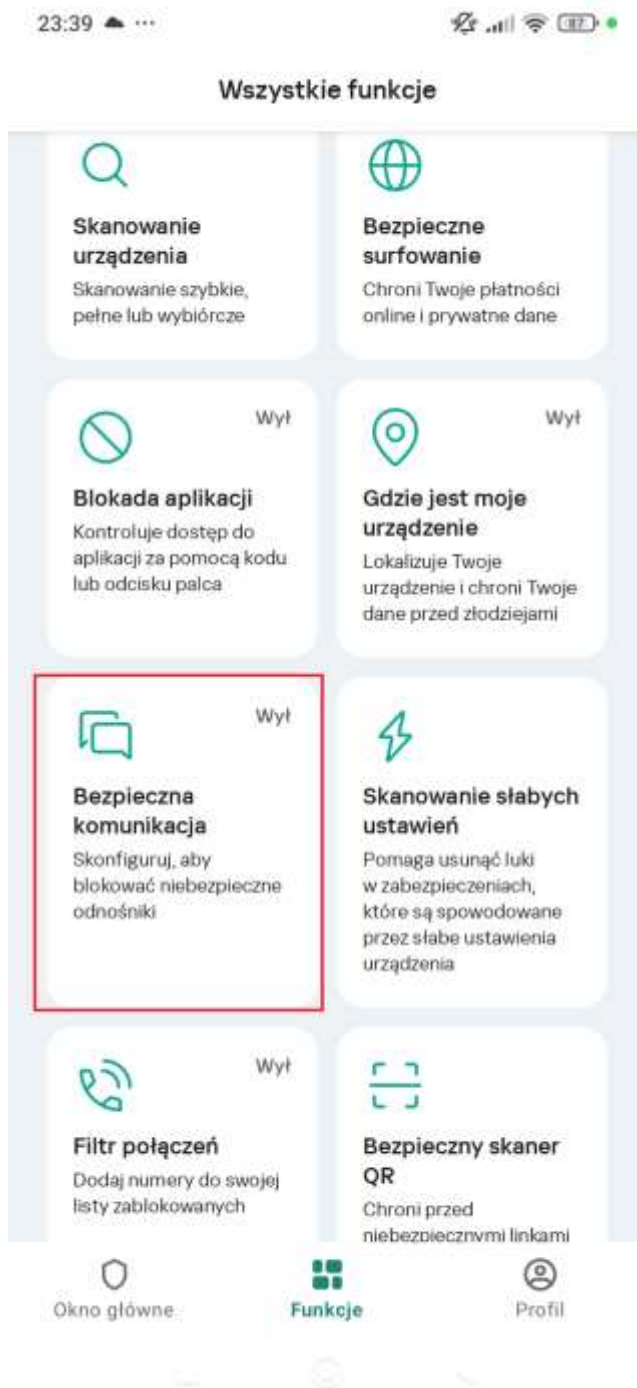 23:39 ...
87
Wszystkie funkcje
Skanowanie
urządzenia
Skanowanie szybkie,
pełne lub wybiórcze
Bezpieczne
surfowanie
Chroni Twoje płatności
online i prywatne dane
Wył
Blokada aplikacji
Kontroluje dostęp do
aplikacji za pomocą kodu
lub odcisku palca
Wył
Gdzie jest moje
urządzenie
Lokalizuje Twoje
urządzenie i chroni Twoje
dane przed złodziejami
Wył
Bezpieczna
komunikacja
Skonfiguruj, aby
blokować niebezpieczne
odnośniki
Skanowanie słabych
ustawień
Pomaga usunąć luki
w zabezpieczeniach,
które są spowodowane
przez słabe ustawienia
urządzenia
Wył
Filtr połączeń
Dodaj numery do swojej
listy zablokowanych
Bezpieczny skaner
QR
Chroni przed
niebezpiecznymi linkami
Okno główne
Funkcje
Profil